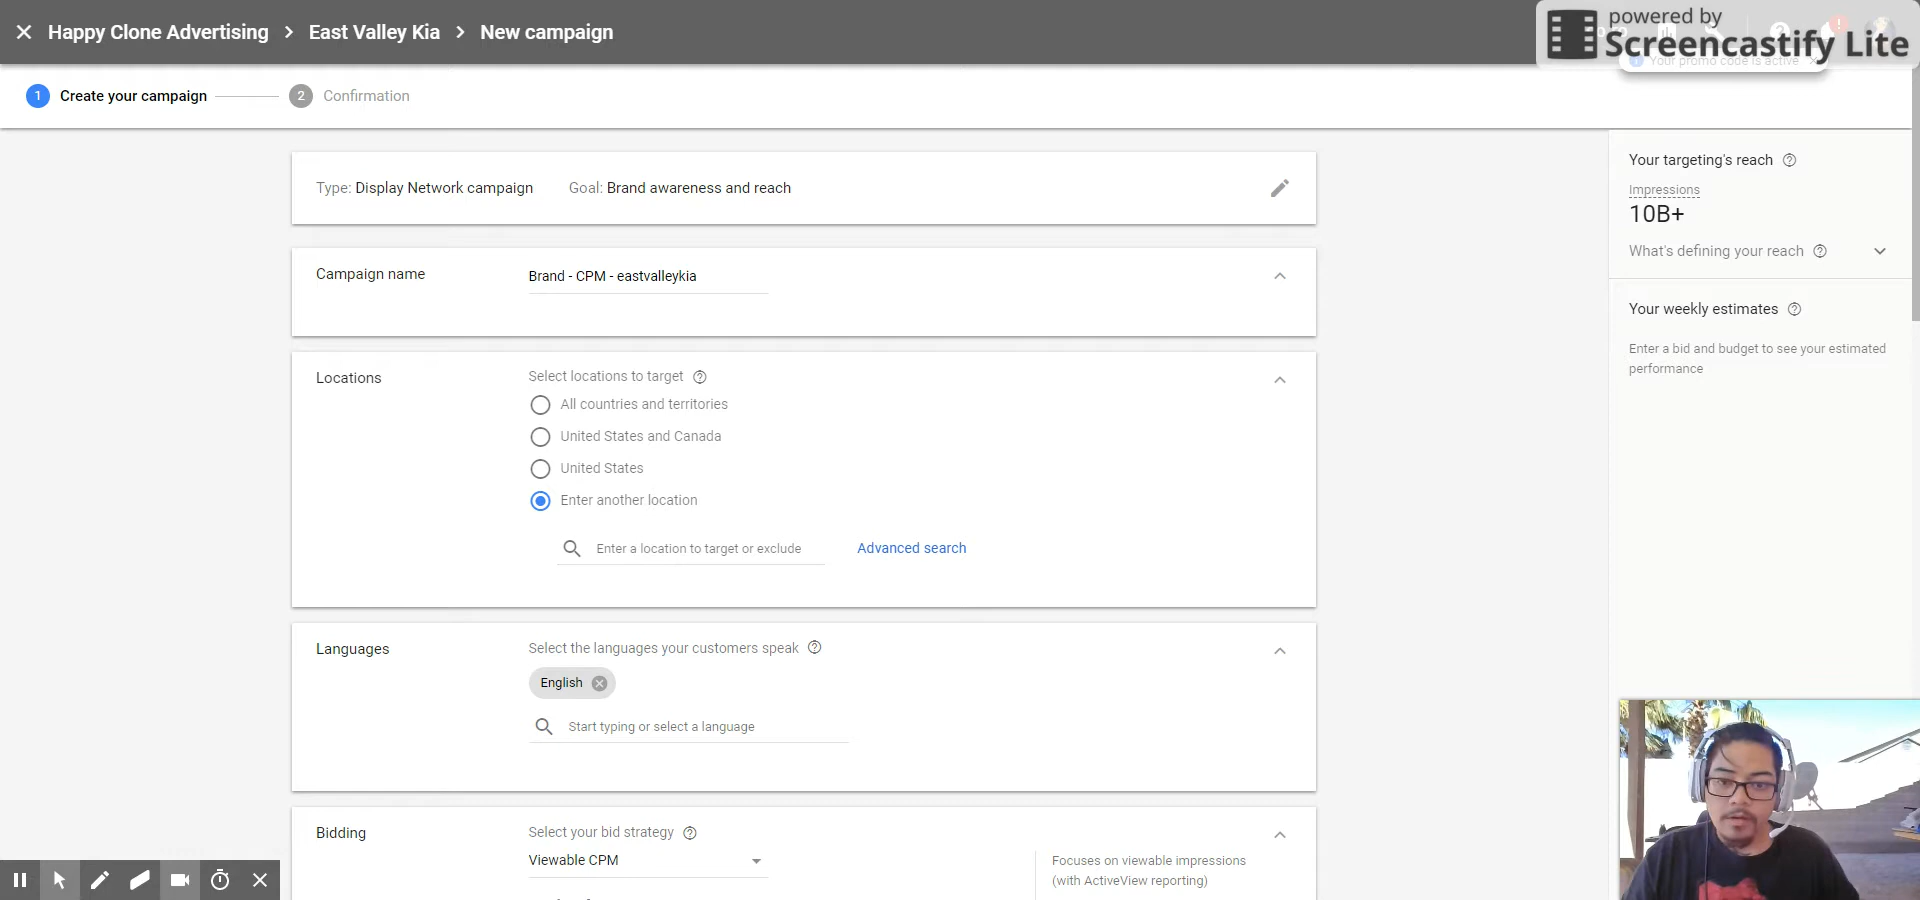 Happy Clone Advertising > East Valley Kia > New campaign
powered by
Screencastify Lite
Your promo code is active
1 Create your campaign
2 Confirmation
Type: Display Network campaign Goal: Brand awareness and reach
Campaign name
Brand - CPM - eastvalleykia
Locations
Select locations to target
All countries and territories
United States and Canada
United States
Enter another location
Enter a location to target or exclude
Advanced search
Languages
Select the languages your customers speak
English
Start typing or select a language
Bidding
Select your bid strategy
Viewable CPM
Focuses on viewable impressions
(with ActiveView reporting)
Your targeting's reach
Impressions
10B+
What's defining your reach
Your weekly estimates
Enter a bid and budget to see your estimated
performance